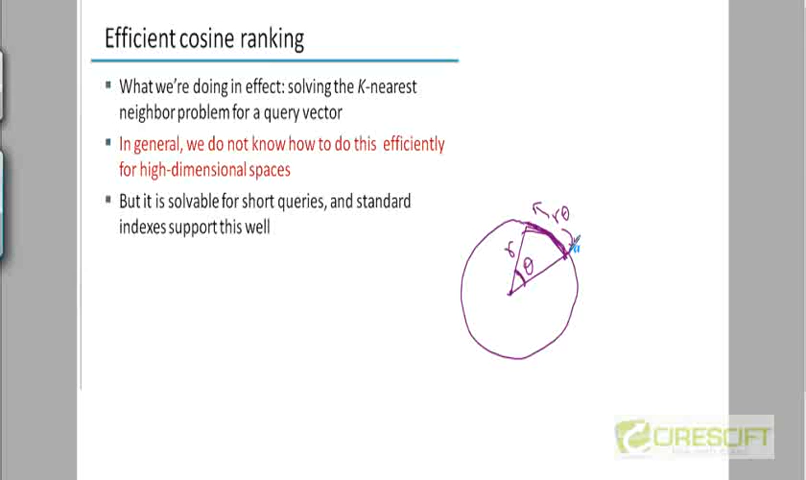 Efficient cosine ranking
▪ What we're doing in effect: solving the K-nearest
neighbor problem for a query vector
▪ In general, we do not know how to do this efficiently
for high-dimensional spaces
▪ But it is solvable for short queries, and standard
indexes support this well
rθ
r
θ